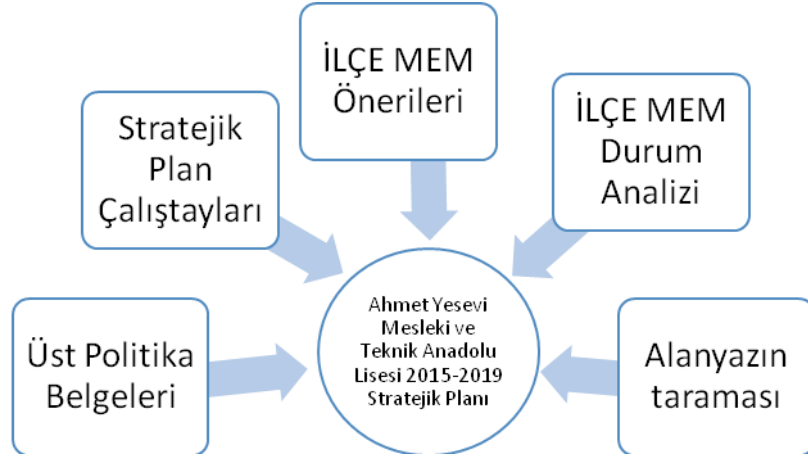 İLÇE MEM
Önerileri
Stratejik
Plan
Çalıştayları
İLÇE MEM
Durum
Analizi
Üst Politika
Belgeleri
Ahmet Yesevi
Mesleki ve
Teknik Anadolu
Lisesi 2015-2019
Stratejik Planı
Alanyazın
taraması